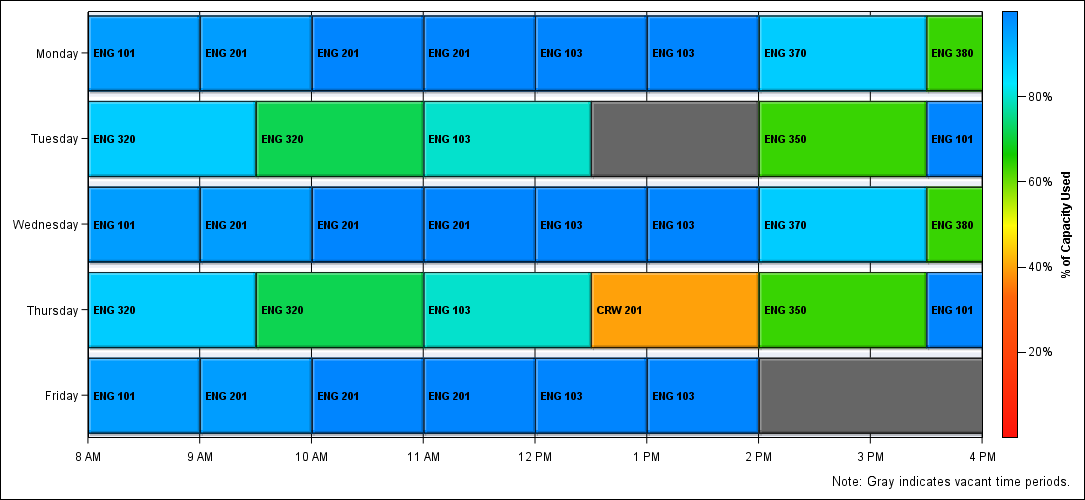 Monday ENG 101 ENG 201 ENG 201 ENG 201 ENG 103 ENG 103 ENG 370 ENG 380
Tuesday ENG 320 ENG 320 ENG 103 ENG 350 ENG 101
Wednesday ENG 101 ENG 201 ENG 201 ENG 201 ENG 103 ENG 103 ENG 370 ENG 380
Thursday ENG 320 ENG 320 ENG 103 CRW 201 ENG 350 ENG 101
Friday ENG 101 ENG 201 ENG 201 ENG 201 ENG 103 ENG 103
8 AM 9 AM 10 AM 11 AM 12 PM 1 PM 2 PM 3 PM 4 PM
80%
60%
40%
20%
% of Capacity Used
Note: Gray indicates vacant time periods.